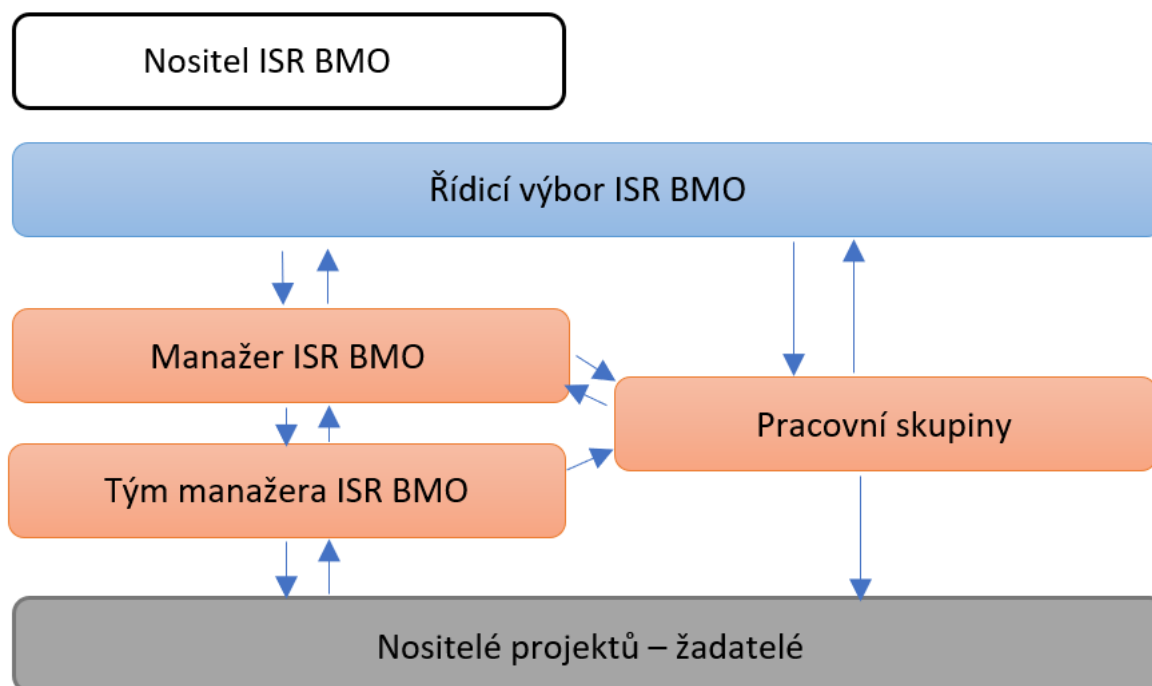 Nositel ISR BMO
Řídicí výbor ISR BMO
Manažer ISR BMO
Pracovní skupiny
Tým manažera ISR BMO
Nositelé projektů – žadatelé